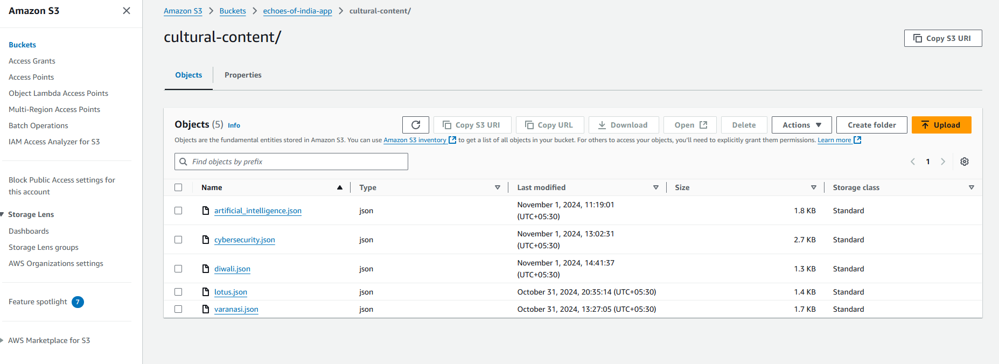 Amazon S3
Buckets
Access Grants
Access Points
Object Lambda Access Points
Multi-Region Access Points
Batch Operations
IAM Access Analyzer for S3
Block Public Access settings for
this account
Storage Lens
Dashboards
Storage Lens groups
AWS Organizations settings
Feature spotlight 7
AWS Marketplace for S3
Amazon S3 > Buckets > echoes-of-india-app > cultural-content/
cultural-content/
Copy S3 URI
Objects Properties
Objects (5) Info
Copy S3 URI Copy URL Download Open Delete Actions Create folder Upload
Objects are the fundamental entities stored in Amazon S3. You can use Amazon S3 inventory to get a list of all objects in your bucket. For others to access your objects, you'll need to explicitly grant them permissions. Learn more
Find objects by prefix
1
Name Type Last modified Size Storage class
artificial_intelligence.json json November 1, 2024, 11:19:01 (UTC+05:30) 1.8 KB Standard
cybersecurity.json json November 1, 2024, 13:02:31 (UTC+05:30) 2.7 KB Standard
diwali.json json November 1, 2024, 14:41:37 (UTC+05:30) 1.3 KB Standard
lotus.json json October 31, 2024, 20:35:14 (UTC+05:30) 1.4 KB Standard
varanasi.json json October 31, 2024, 13:27:05 (UTC+05:30) 1.7 KB Standard